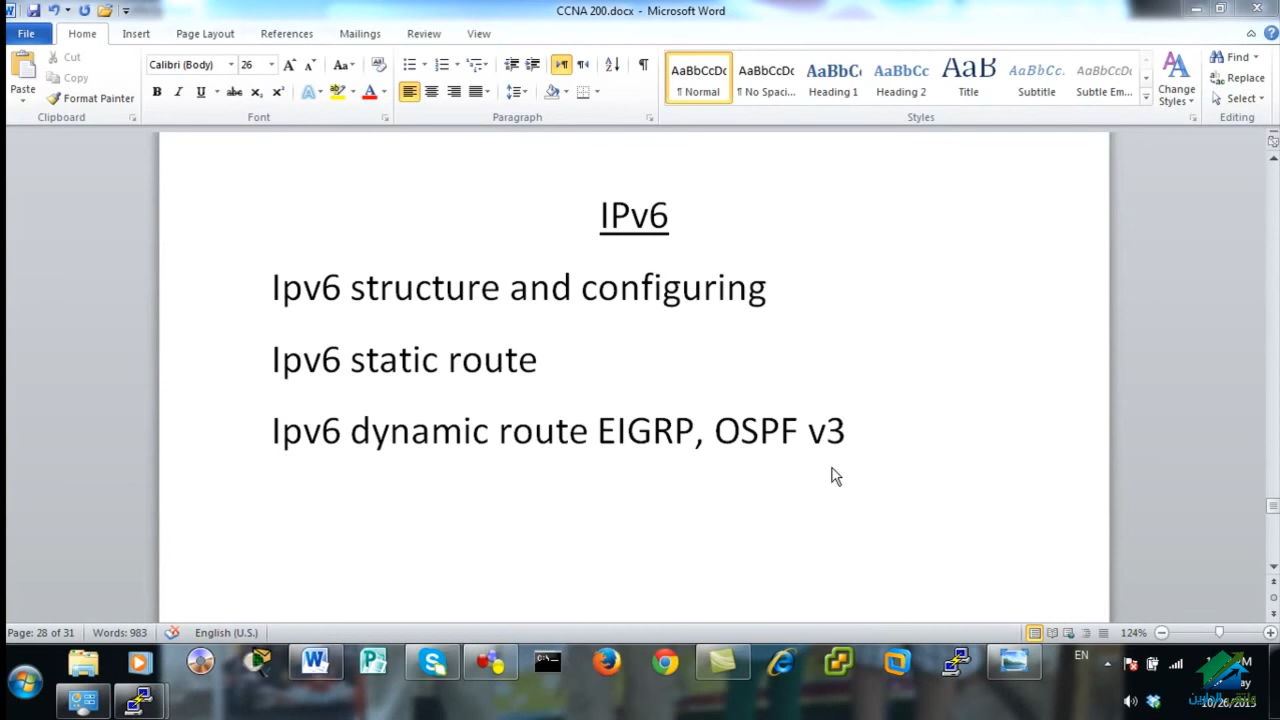 CCNA 200.docx - Microsoft Word
File Home Insert Page Layout References Mailings Review View
Paste
Cut
Copy
Format Painter
Clipboard
Calibri (Body) 26
Font
Paragraph
AaBbCcDc AaBbCcDc AaBbC AaBbCc AaB AaBbCc. AaBbCcDc
¶ Normal ¶ No Spaci... Heading 1 Heading 2 Title Subtitle Subtle Em...
Styles
Change Styles
Find
Replace
Select
Editing
IPv6
Ipv6 structure and configuring
Ipv6 static route
Ipv6 dynamic route EIGRP, OSPF v3
Page: 28 of 31 Words: 983 English (U.S.) 124%
EN
10/26/2015